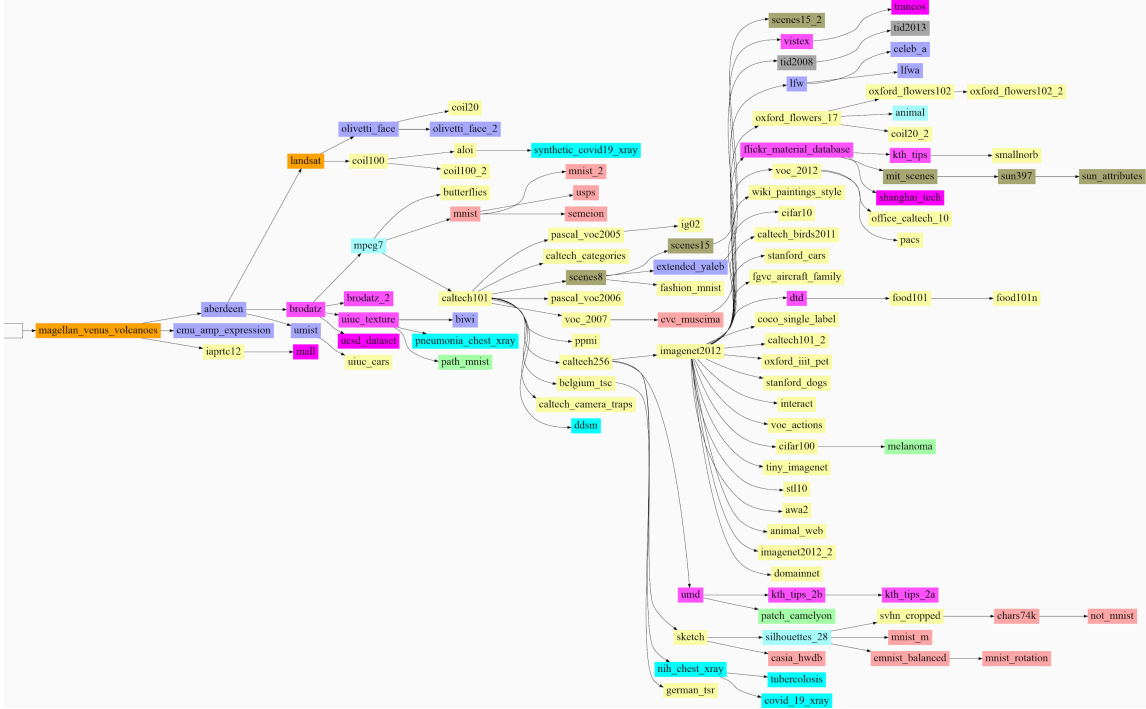 trancos
scenes15_2
tid2013
vistex
celeb_a
tid2008
lfwa
lfw
oxford_flowers102
oxford_flowers102_2
coil20
animal
oxford_flowers_17
olivetti_face
olivetti_face_2
coil20_2
aloi
synthetic_covid19_xray
flickr_material_database
kth_tips
smallnorb
landsat
coil100
coil100_2
mnist_2
voc_2012
mit_scenes
sun397
sun_attributes
butterflies
usps
wiki_paintings_style
shanghai_tech
mnist
semeion
cifar10
office_caltech_10
ig02
pascal_voc2005
caltech_birds2011
pacs
mpeg7
scenes15
caltech_categories
stanford_cars
extended_yaleb
scenes8
fgvc_aircraft_family
fashion_mnist
caltech101
pascal_voc2006
brodatz_2
dtd
food101
food101n
aberdeen
brodatz
uiuc_texture
biwi
voc_2007
cvc_muscima
coco_single_label
magellan_venus_volcanoes
cmu_amp_expression
umist
ucsd_dataset
pneumonia_chest_xray
ppmi
caltech101_2
iaprtc12
mali
uiuc_cars
path_mnist
caltech256
imagenet2012
oxford_iiit_pet
belgium_tsc
stanford_dogs
caltech_camera_traps
interact
ddsm
voc_actions
cifar100
melanoma
tiny_imagenet
stl10
awa2
animal_web
imagenet2012_2
domainnet
umd
kth_tips_2b
kth_tips_2a
patch_camelyon
svhn_cropped
chars74k
not_mnist
sketch
silhouettes_28
mnist_m
casia_hwdb
emnist_balanced
mnist_rotation
nih_chest_xray
tubercolosis
german_tsr
covid_19_xray